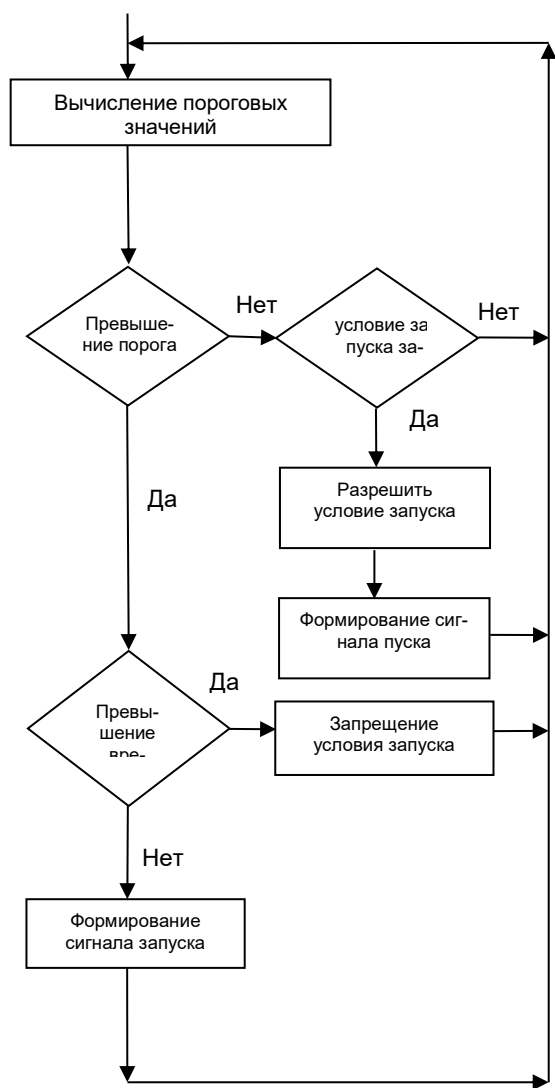 Вычисление пороговых
значений
Превыше-
ние порога
Нет
условие за
пуска за-
Нет
Да
Разрешить
условие запуска
Формирование сиг-
нала пуска
Да
Превы-
шение
вре-
Да
Запрещение
условия запуска
Нет
Формирование
сигнала запуска